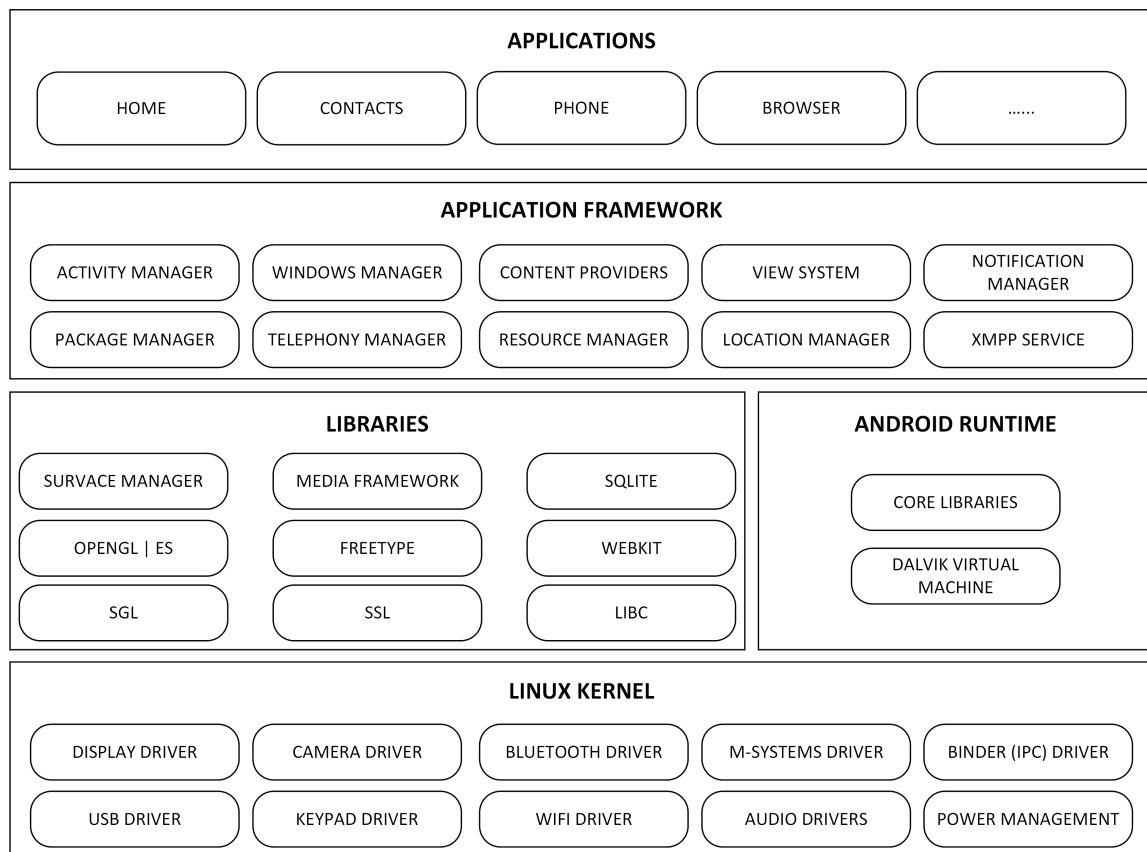 APPLICATIONS
HOME
CONTACTS
PHONE
BROWSER
…...
APPLICATION FRAMEWORK
ACTIVITY MANAGER
WINDOWS MANAGER
CONTENT PROVIDERS
VIEW SYSTEM
NOTIFICATION
MANAGER
PACKAGE MANAGER
TELEPHONY MANAGER
RESOURCE MANAGER
LOCATION MANAGER
XMPP SERVICE
LIBRARIES
SURVACE MANAGER
MEDIA FRAMEWORK
SQLITE
OPENGL | ES
FREETYPE
WEBKIT
SGL
SSL
LIBC
ANDROID RUNTIME
CORE LIBRARIES
DALVIK VIRTUAL
MACHINE
LINUX KERNEL
DISPLAY DRIVER
CAMERA DRIVER
BLUETOOTH DRIVER
M-SYSTEMS DRIVER
BINDER (IPC) DRIVER
USB DRIVER
KEYPAD DRIVER
WIFI DRIVER
AUDIO DRIVERS
POWER MANAGEMENT